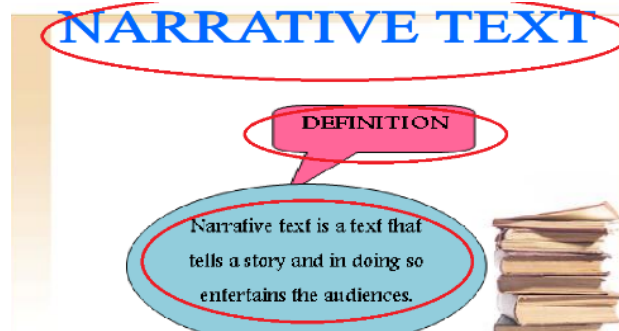 NARRATIVE TEXT
DEFINITION
Narrative text is a text that
tells a story and in doing so
entertains the audiences.